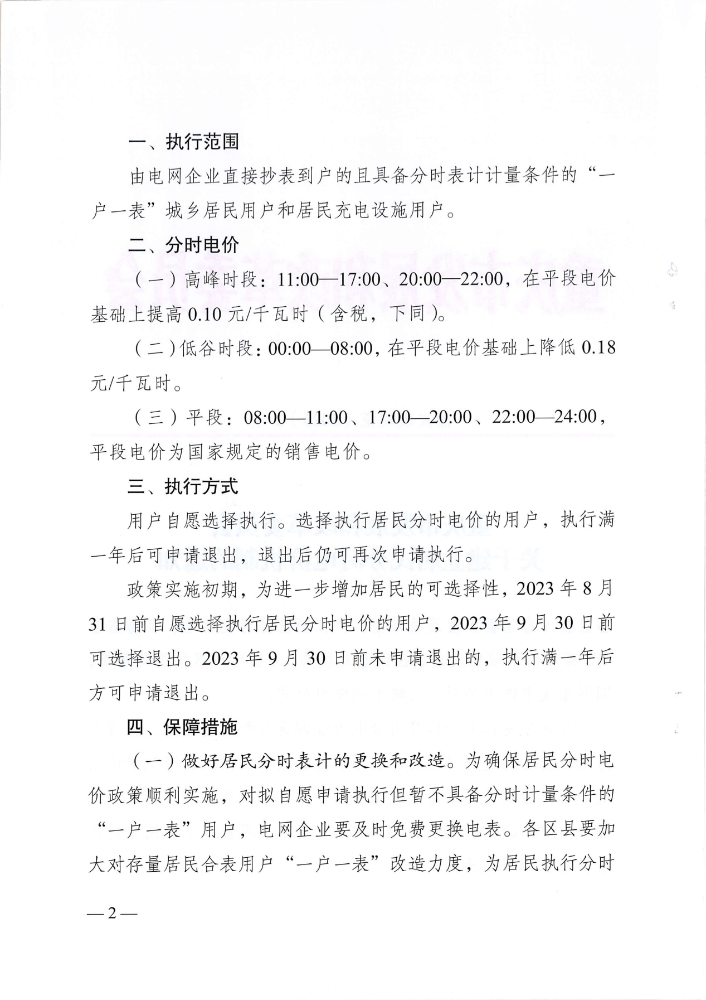 一、执行范围
由电网企业直接抄表到户的且具备分时表计计量条件的“一
户一表”城乡居民用户和居民充电设施用户。
二、分时电价
（一）高峰时段：11:00—17:00、20:00—22:00，在平段电价
基础上提高 0.10 元/千瓦时（含税，下同）。
（二）低谷时段：00:00—08:00，在平段电价基础上降低 0.18
元/千瓦时。
（三）平段：08:00—11:00、17:00—20:00、22:00—24:00，
平段电价为国家规定的销售电价。
三、执行方式
用户自愿选择执行。选择执行居民分时电价的用户，执行满
一年后可申请退出，退出后仍可再次申请执行。
政策实施初期，为进一步增加居民的可选择性，2023 年 8 月
31 日前自愿选择执行居民分时电价的用户，2023 年 9 月 30 日前
可选择退出。2023 年 9 月 30 日前未申请退出的，执行满一年后
方可申请退出。
四、保障措施
（一）做好居民分时表计的更换和改造。为确保居民分时电
价政策顺利实施，对拟自愿申请执行但暂不具备分时计量条件的
“一户一表”用户，电网企业要及时免费更换电表。各区县要加
大对存量居民合表用户“一户一表”改造力度，为居民执行分时
— 2 —